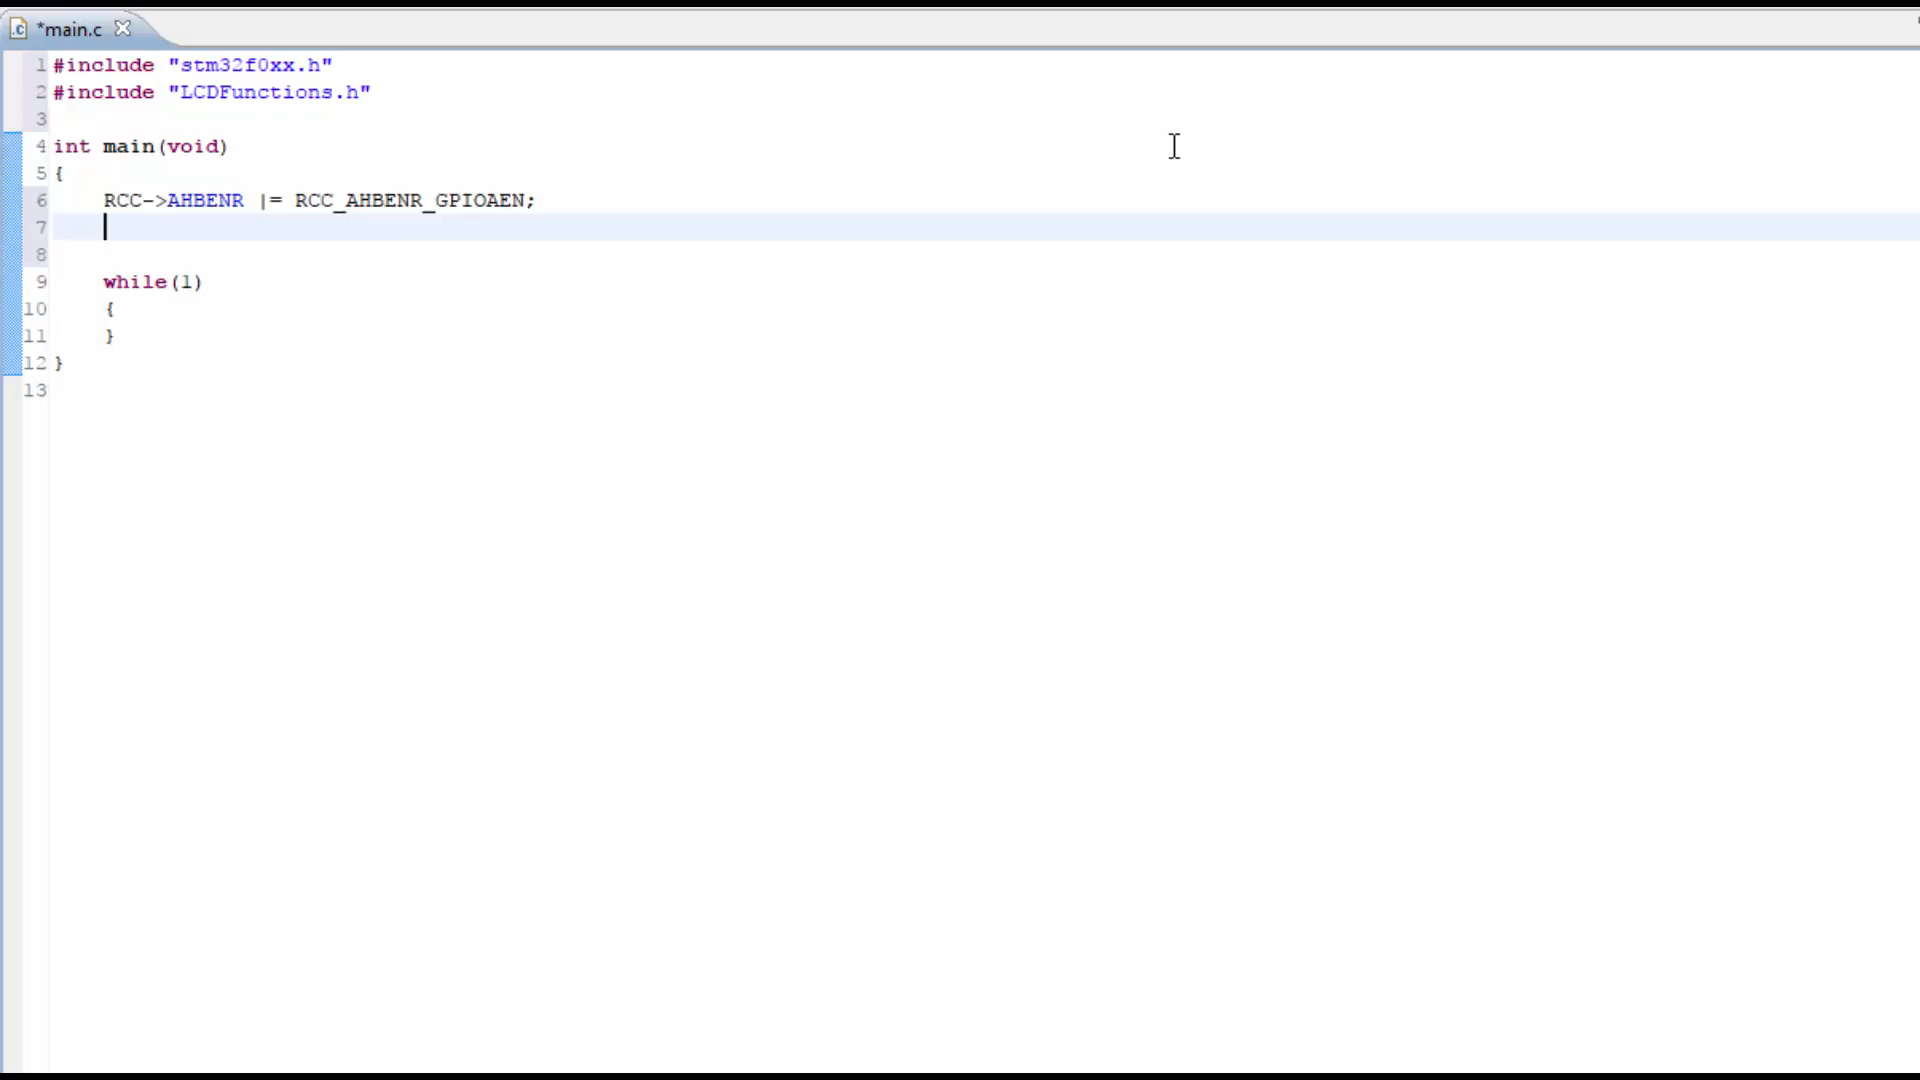 *main.c
1 #include "stm32f0xx.h"
2 #include "LCDFunctions.h"
3
4 int main(void)
5 {
6 RCC->AHBENR |= RCC_AHBENR_GPIOAEN;
7
8
9 while(1)
10 {
11 }
12 }
13